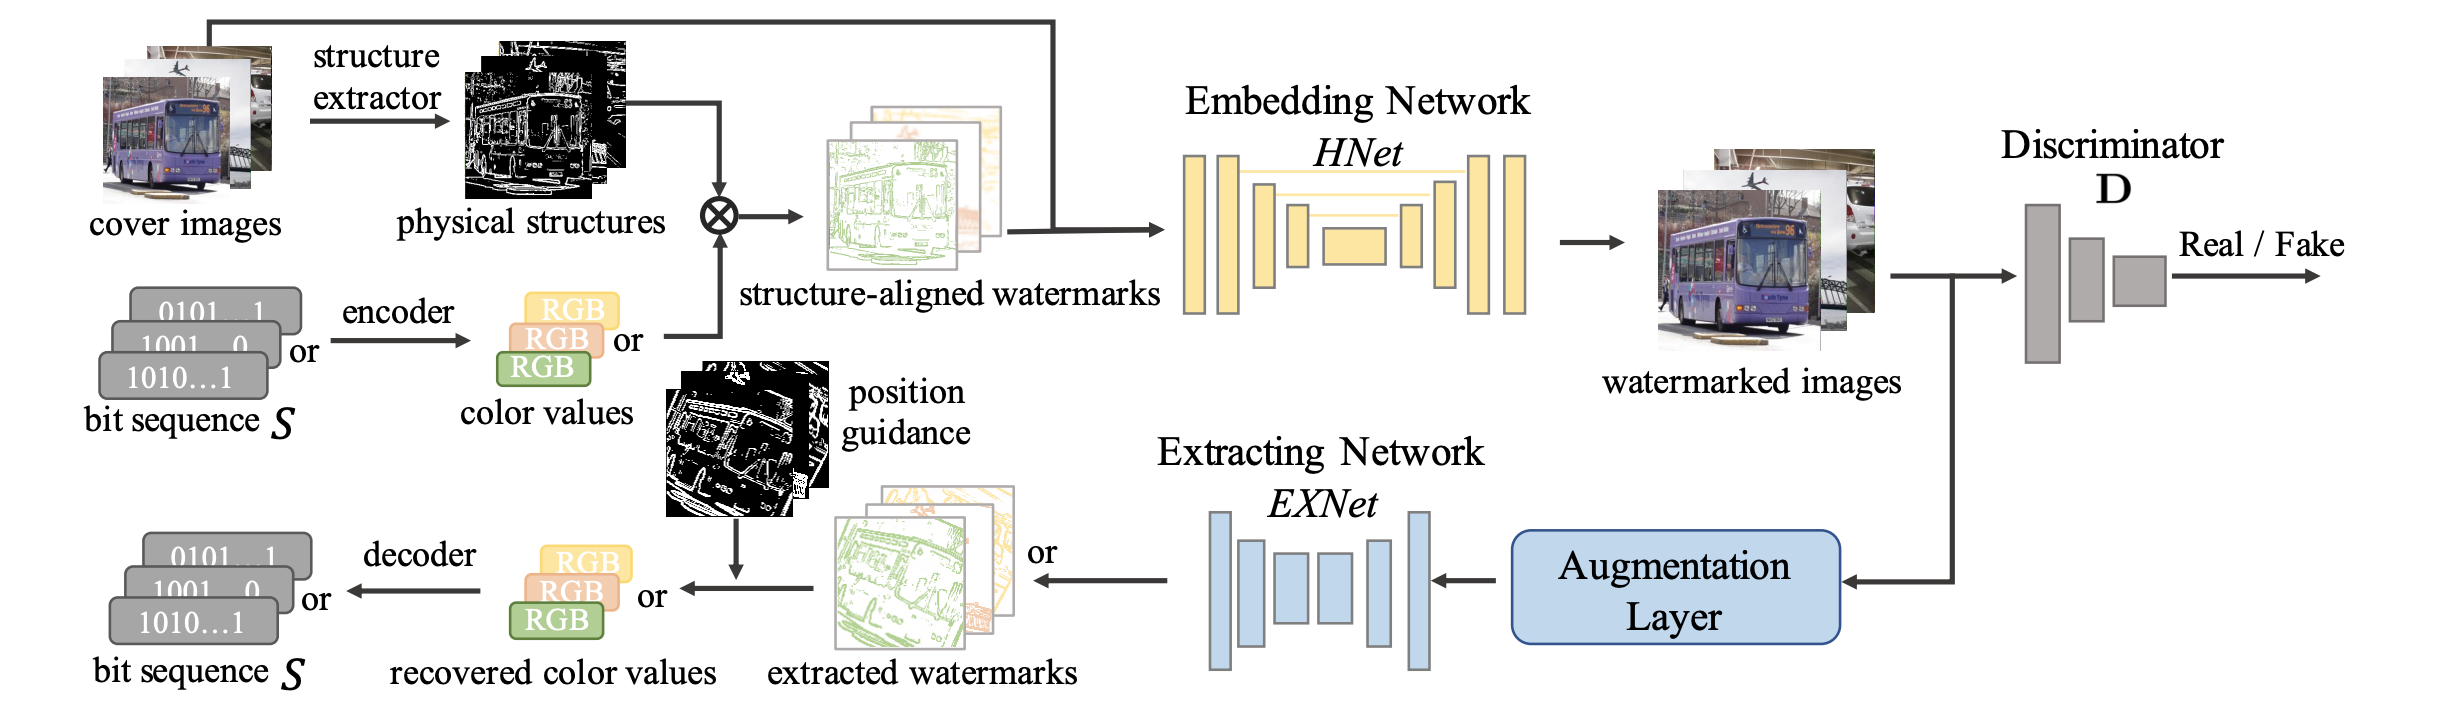 structure
extractor
cover images
physical structures
0101...1
1001...0
1010...1
or
bit sequence S
encoder
RGB
RGB
RGB
or
color values
structure-aligned watermarks
Embedding Network
HNet
watermarked images
Discriminator
D
Real / Fake
position
guidance
Extracting Network
EXNet
Augmentation
Layer
or
extracted watermarks
RGB
RGB
RGB
or
recovered color values
decoder
0101...1
1001...0
1010...1
or
bit sequence S
96
96